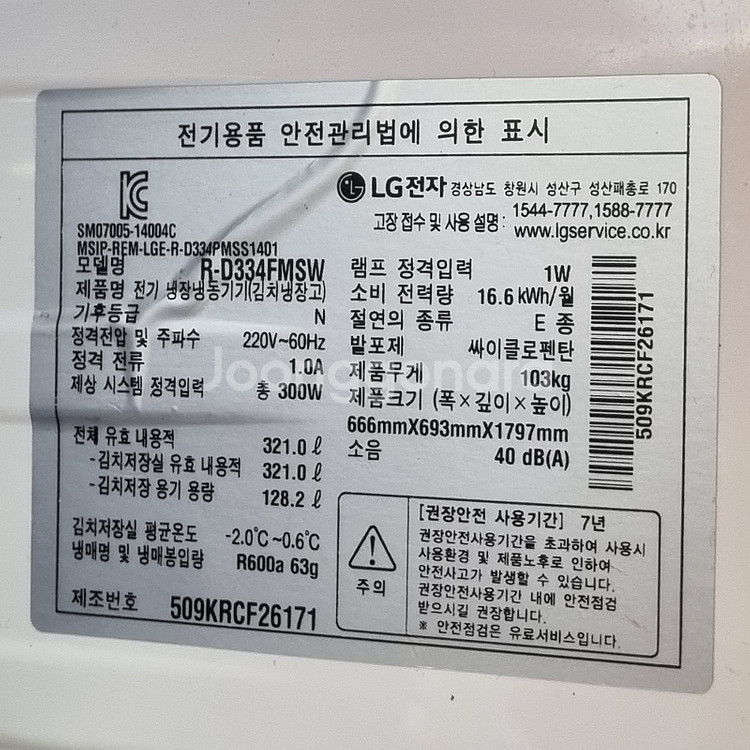 전기용품 안전관리법에 의한 표시
SM07005-14004C
MSIP-REM-LGE-R-D334PMSS1401
LG전자 경상남도 창원시 성산구 성산패총로 170
고장 접수 및 사용 설명 : 1544-7777,1588-7777
www.lgservice.co.kr
모델명 R-D334FMSW
제품명 전기 냉장냉동기기(김치냉장고)
기후등급 N
정격전압 및 주파수 220V~60Hz
정격 전류 1.0A
제상 시스템 정격입력 총 300W
전체 유효 내용적 321.0 ℓ
-김치저장실 유효 내용적 321.0 ℓ
-김치저장 용기 용량 128.2 ℓ
김치저장실 평균온도 -2.0℃~0.6℃
냉매명 및 냉매봉입량 R600a 63g
제조번호 509KRCF26171
램프 정격입력 1W
소비 전력량 16.6 kWh/월
절연의 종류 E 종
발포제 싸이클로펜탄
제품무게 103kg
제품크기 (폭×깊이×높이)
666mmX693mmX1797mm
소음 40 dB(A)
509KRCF26171
주의
[권장안전 사용기간] 7년
권장안전사용기간을 초과하여 사용시
사용환경 및 제품노후로 인하여
안전사고가 발생할 수 있습니다.
권장안전사용기간 내에 안전점검
받으시길 권장합니다.
※ 안전점검은 유료서비스입니다.
Joonggonara